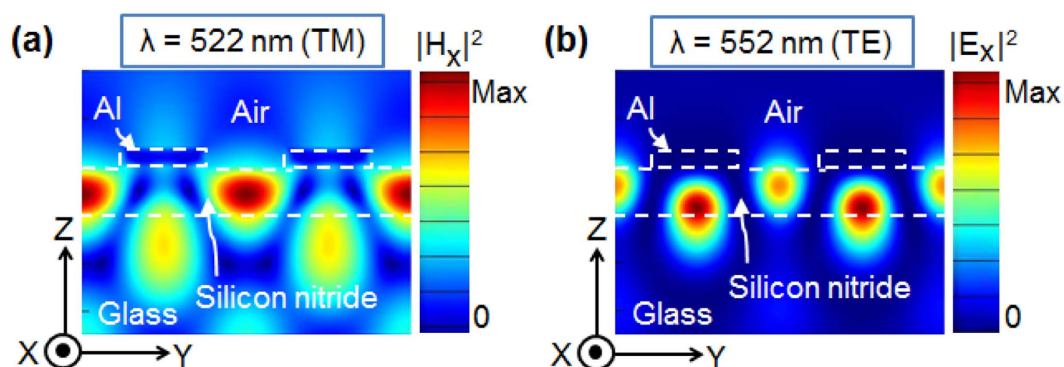 (a)
λ = 522 nm (TM)
|Hx|²
Max
Al
Air
Z
Silicon nitride
Glass
0
X
Y
(b)
λ = 552 nm (TE)
|Ex|²
Max
Al
Air
Z
Silicon nitride
Glass
0
X
Y